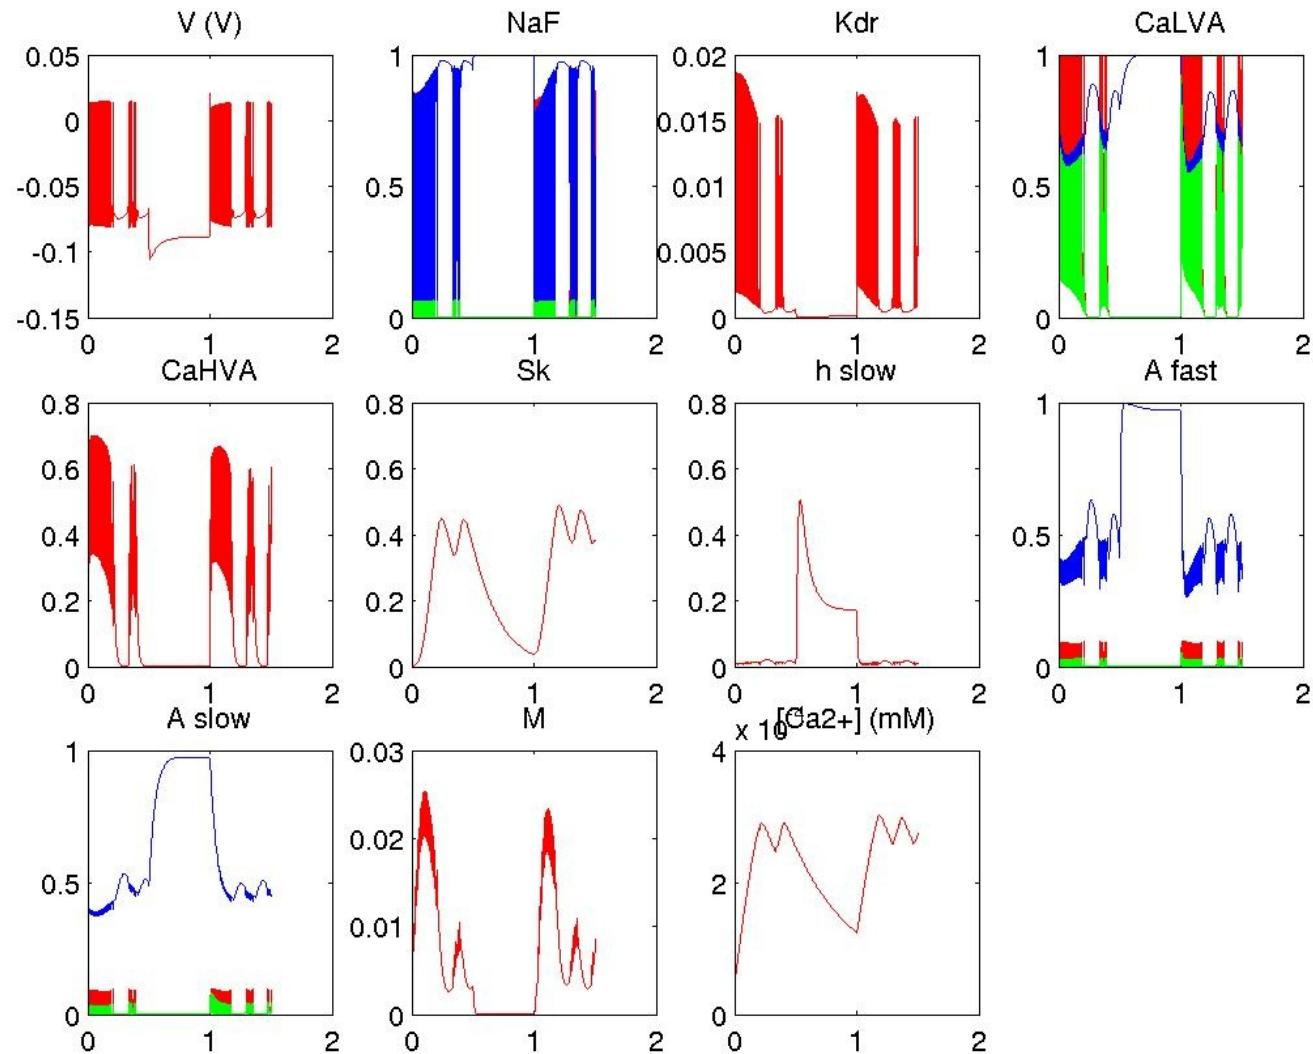 V (V) NaF Kdr CaLVA
0.05 1 0.02 1
0
0.015
-0.05 0.5 0.01 0.5
-0.1 0.005
-0.15 0 0 0
0 1 2 0 1 2 0 1 2 0 1 2
CaHVA Sk h slow A fast
0.8 0.8 0.8 1
0.6 0.6 0.6
0.4 0.4 0.4 0.5
0.2 0.2 0.2
0 0 0 0
0 1 2 0 1 2 0 1 2 0 1 2
A slow M x 10 [Ca2+] (mM)
1 0.03 4
0.02
0.5 2
0.01
0 0 0
0 1 2 0 1 2 0 1 2